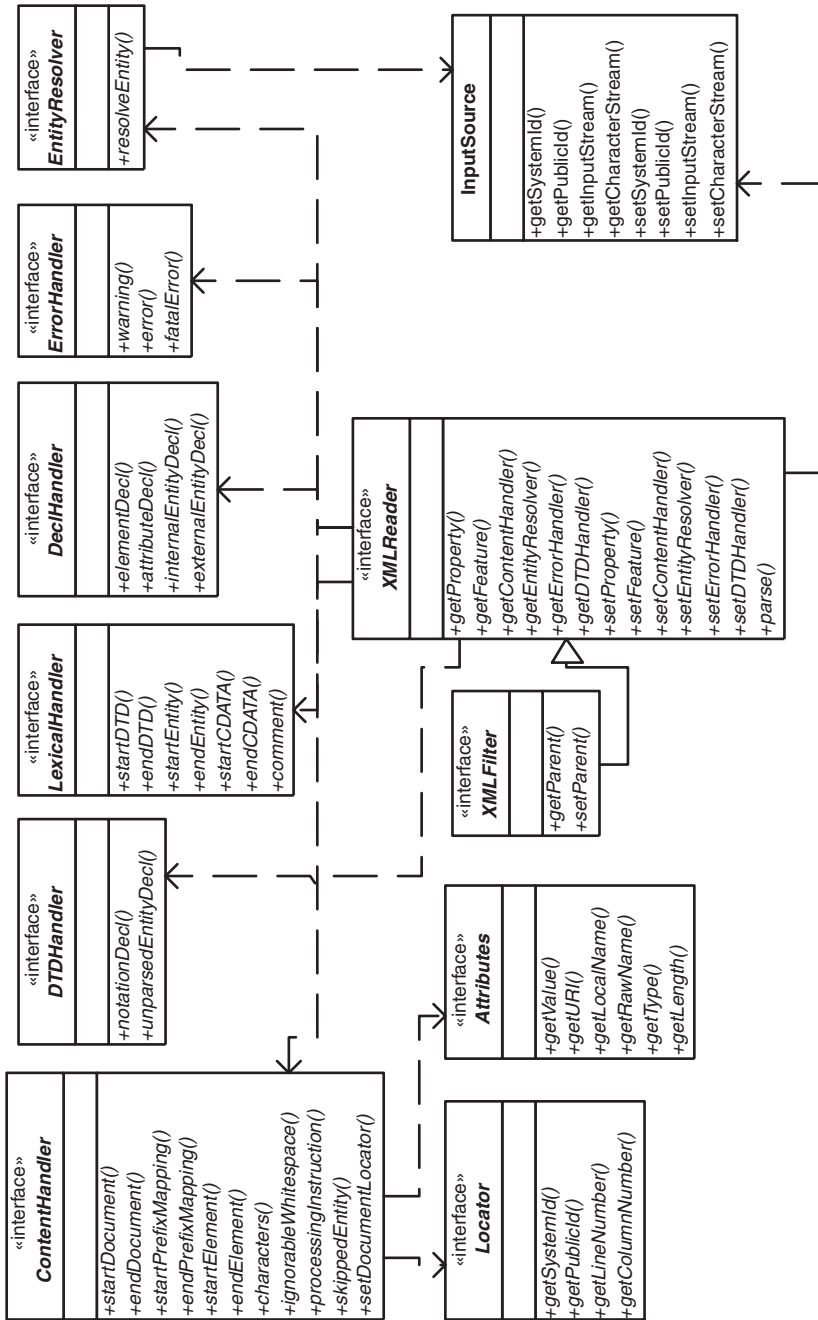 «interface»
ContentHandler
+startDocument()
+endDocument()
+startPrefixMapping()
+endPrefixMapping()
+startElement()
+endElement()
+characters()
+ignorableWhitespace()
+processingInstruction()
+skippedEntity()
+setDocumentLocator()
«interface»
DTDHandler
+notationDecl()
+unparsedEntityDecl()
«interface»
LexicalHandler
+startDTD()
+endDTD()
+startEntity()
+endEntity()
+startCDATA()
+endCDATA()
+comment()
«interface»
DeclHandler
+elementDecl()
+attributeDecl()
+internalEntityDecl()
+externalEntityDecl()
«interface»
ErrorHandler
+warning()
+error()
+fatalError()
«interface»
EntityResolver
+resolveEntity()
«interface»
Locator
+getSystemId()
+getPublicId()
+getLineNumber()
+getColumnNumber()
«interface»
Attributes
+getValue()
+getURI()
+getLocalName()
+getRawName()
+getType()
+getLength()
«interface»
XMLFilter
+getParent()
+setParent()
«interface»
XMLReader
+getProperty()
+getFeature()
+getContentHandler()
+getEntityResolver()
+getErrorHandler()
+getDTDHandler()
+setProperty()
+setFeature()
+setContentHandler()
+setEntityResolver()
+setErrorHandler()
+setDTDHandler()
+parse()
InputSource
+getSystemId()
+getPublicId()
+getInputStream()
+getCharacterStream()
+setSystemId()
+setPublicId()
+setInputStream()
+setCharacterStream()